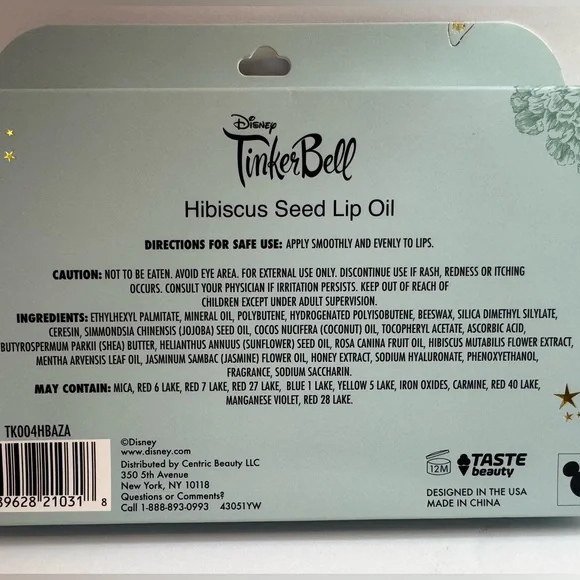 Disney
TinkerBell
Hibiscus Seed Lip Oil
DIRECTIONS FOR SAFE USE: APPLY SMOOTHLY AND EVENLY TO LIPS.
CAUTION: NOT TO BE EATEN. AVOID EYE AREA. FOR EXTERNAL USE ONLY. DISCONTINUE USE IF RASH, REDNESS OR ITCHING
OCCURS. CONSULT YOUR PHYSICIAN IF IRRITATION PERSISTS. KEEP OUT OF REACH OF
CHILDREN EXCEPT UNDER ADULT SUPERVISION.
INGREDIENTS: ETHYLHEXYL PALMITATE, MINERAL OIL, POLYBUTENE, HYDROGENATED POLYISOBUTENE, BEESWAX, SILICA DIMETHYL SILYLATE,
CERESIN, SIMMONDSIA CHINENSIS (JOJOBA) SEED OIL, COCOS NUCIFERA (COCONUT) OIL, TOCOPHERYL ACETATE, ASCORBIC ACID,
BUTYROSPERMUM PARKII (SHEA) BUTTER, HELIANTHUS ANNUUS (SUNFLOWER) SEED OIL, ROSA CANINA FRUIT OIL, HIBISCUS MUTABILIS FLOWER EXTRACT,
MENTHA ARVENSIS LEAF OIL, JASMINUM SAMBAC (JASMINE) FLOWER OIL, HONEY EXTRACT, SODIUM HYALURONATE, PHENOXYETHANOL,
FRAGRANCE, SODIUM SACCHARIN.
MAY CONTAIN: MICA, RED 6 LAKE, RED 7 LAKE, RED 27 LAKE, BLUE 1 LAKE, YELLOW 5 LAKE, IRON OXIDES, CARMINE, RED 40 LAKE,
MANGANESE VIOLET, RED 28 LAKE.
TK004HBAZA
©Disney
www.disney.com
Distributed by Centric Beauty LLC
350 5th Avenue
New York, NY 10118
Questions or Comments?
Call 1-888-893-0993 43051YW
39628 21031 8
12M
TASTE
beauty
DESIGNED IN THE USA
MADE IN CHINA